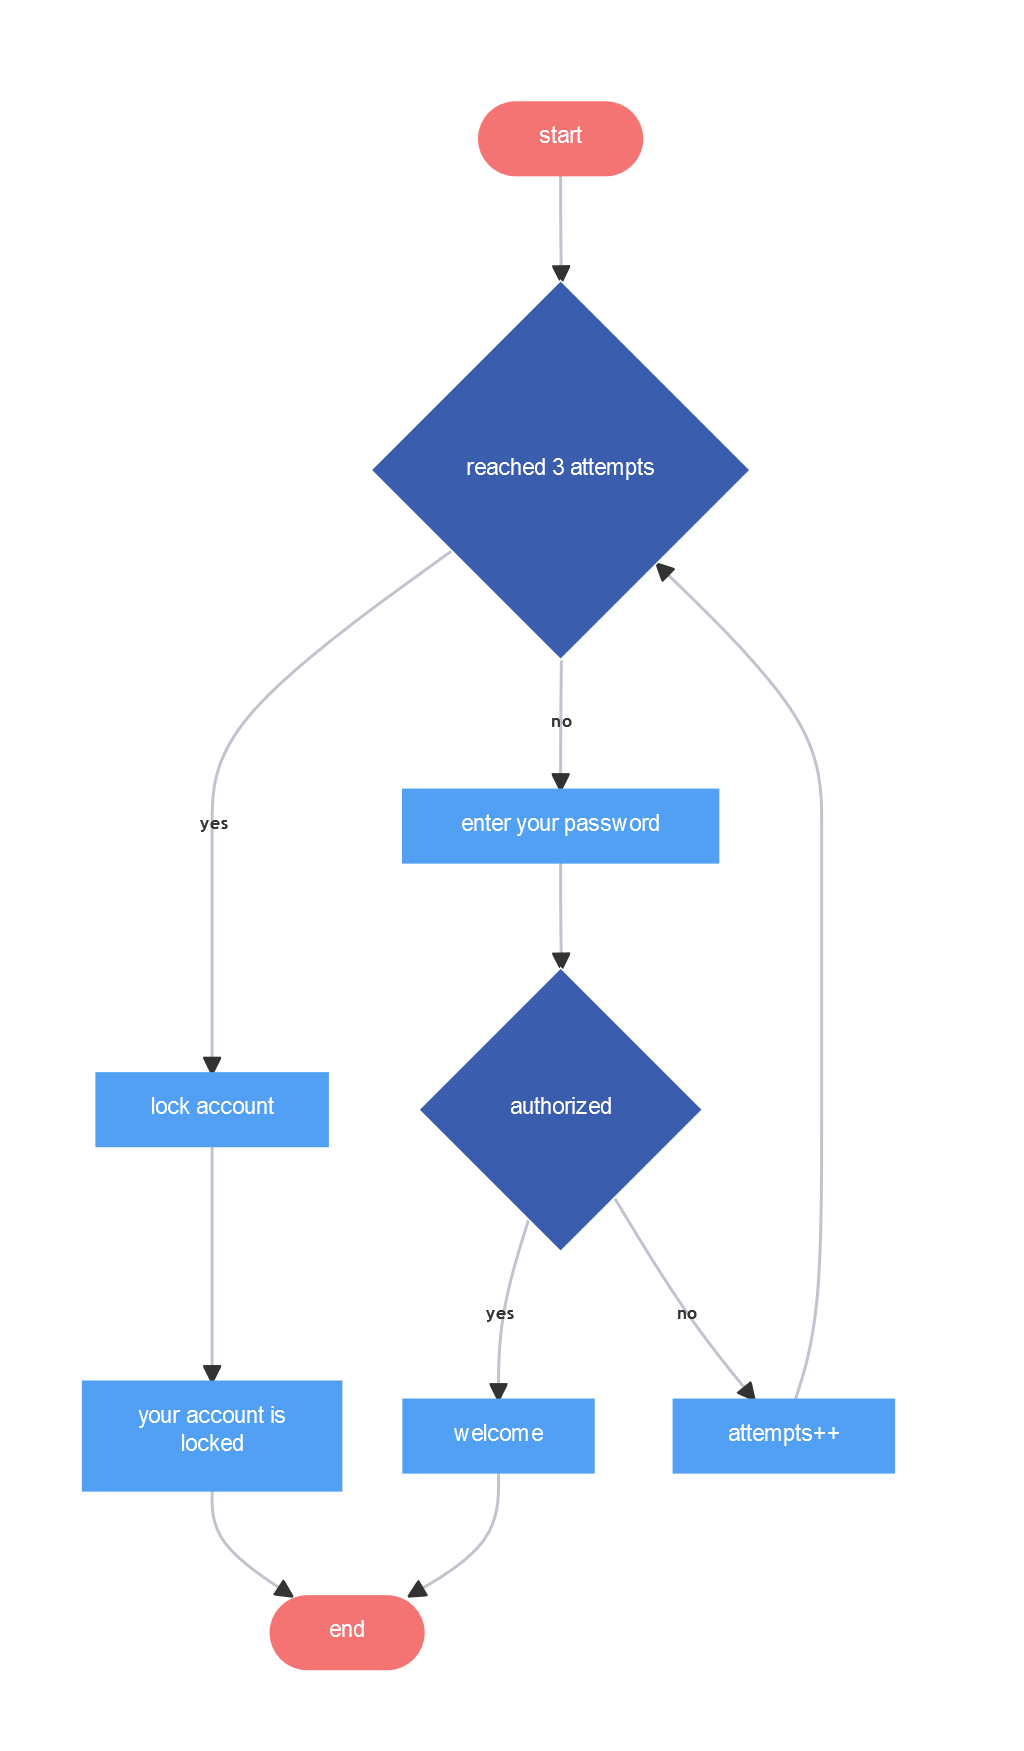 start
reached 3 attempts
no
yes
enter your password
lock account
authorized
yes
no
your account is
locked
welcome
attempts++
end